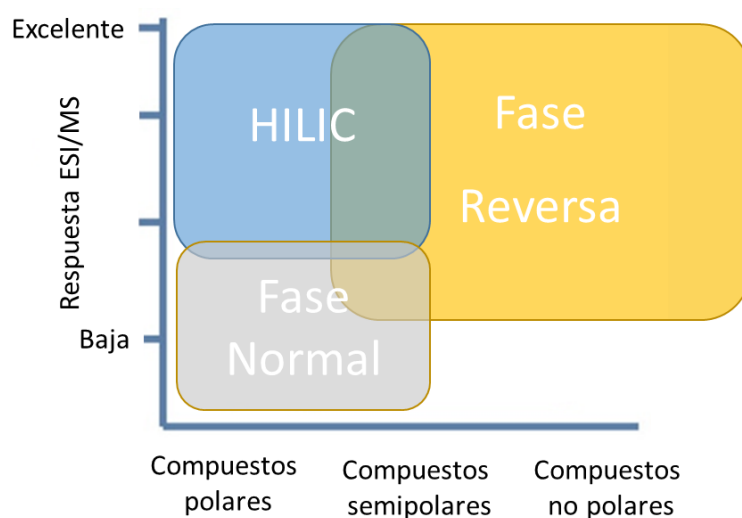 Excelente
Respuesta ESI/MS
Baja
HILIC
Fase
Reversa
Fase
Normal
Compuestos
polares
Compuestos
semipolares
Compuestos
no polares